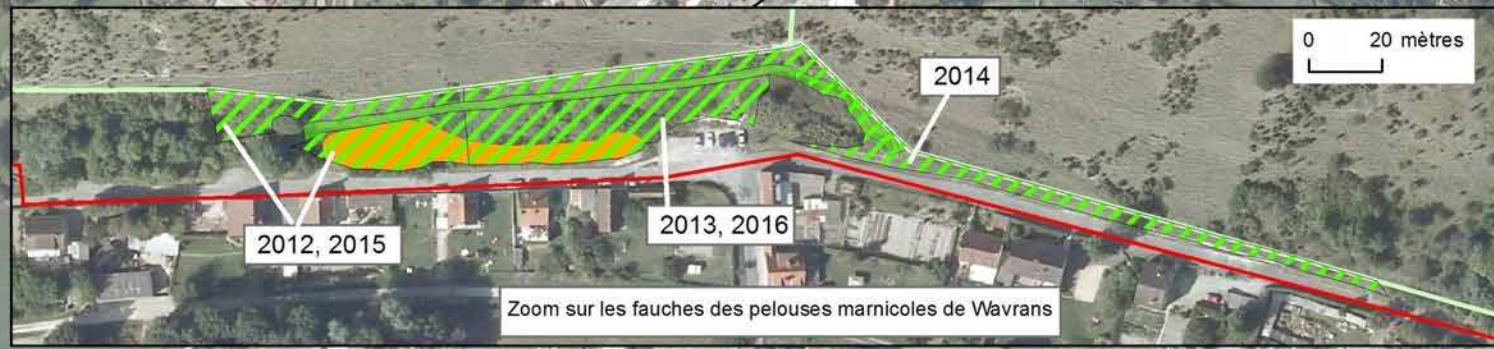 0 20 mètres
2014
2012, 2015
2013, 2016
Zoom sur les fauches des pelouses marnicoles de Wavrans